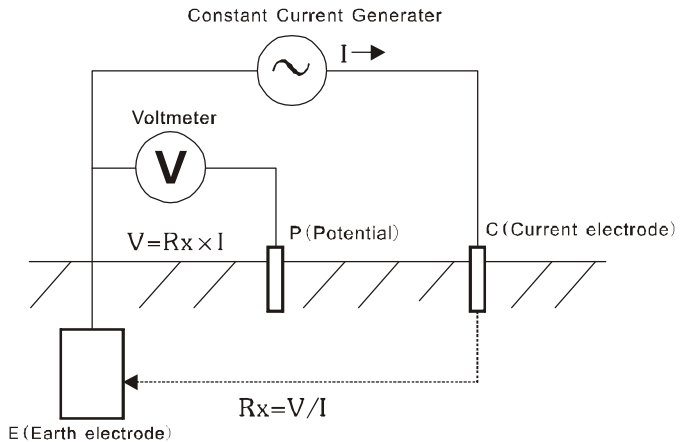 Constant Current Generater
I
Voltmeter
V
P(Potential)
C(Current electrode)
V=Rx×I
Rx=V/I
E(Earth electrode)